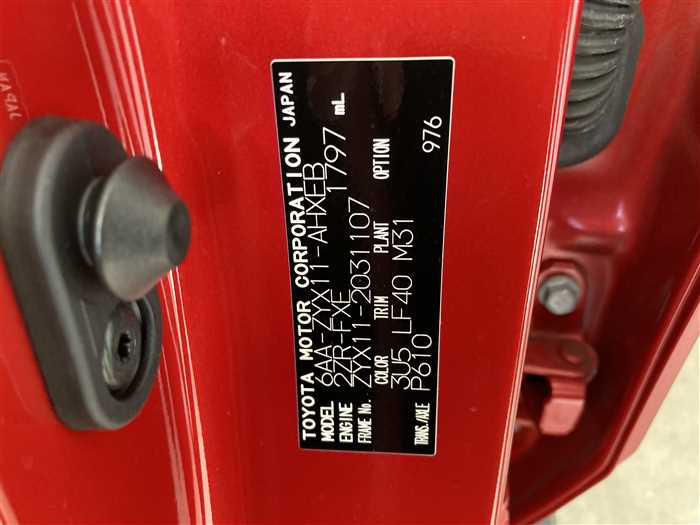 TOYOTA MOTOR CORPORATION JAPAN
MODEL 6AA-ZYX11-AHXEB
ENGINE 2ZR-FXE 1797 mL
FRAME No. ZYX11-2031107
COLOR TRIM PLANT OPTION
3U5 LF40 M31
TRANS./AXLE P610 976